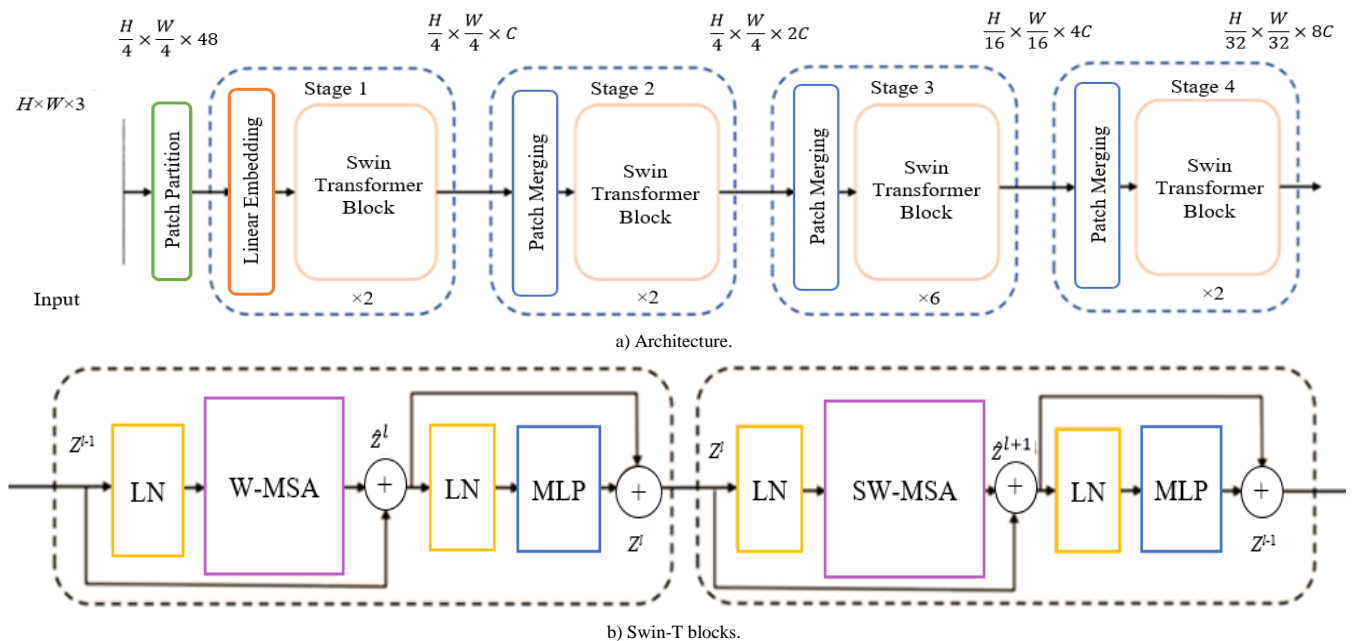 H/4 × W/4 × 48
H/4 × W/4 × C
H/4 × W/4 × 2C
H/16 × W/16 × 4C
H/32 × W/32 × 8C
H×W×3
Input
Patch Partition
Stage 1
Linear Embedding
Swin
Transformer
Block
×2
Stage 2
Patch Merging
Swin
Transformer
Block
×2
Stage 3
Patch Merging
Swin
Transformer
Block
×6
Stage 4
Patch Merging
Swin
Transformer
Block
×2
a) Architecture.
Z^{l-1}
LN
W-MSA
Ẑ^l
+
LN
MLP
+
Z^l
Z^l
LN
SW-MSA
Ẑ^{l+1}
+
LN
MLP
+
Z^{l-1}
b) Swin-T blocks.